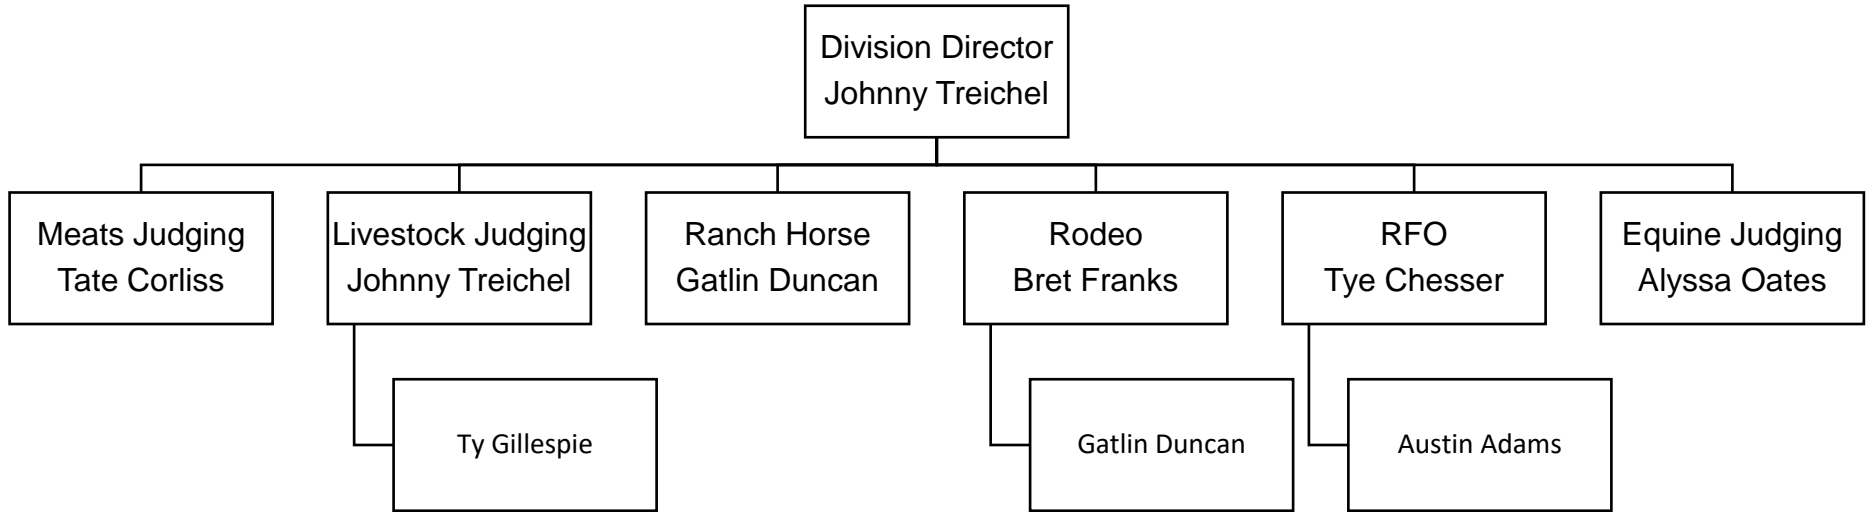 Division Director
Johnny Treichel
Meats Judging
Tate Corliss
Livestock Judging
Johnny Treichel
Ranch Horse
Gatlin Duncan
Rodeo
Bret Franks
RFO
Tye Chesser
Equine Judging
Alyssa Oates
Ty Gillespie
Gatlin Duncan
Austin Adams